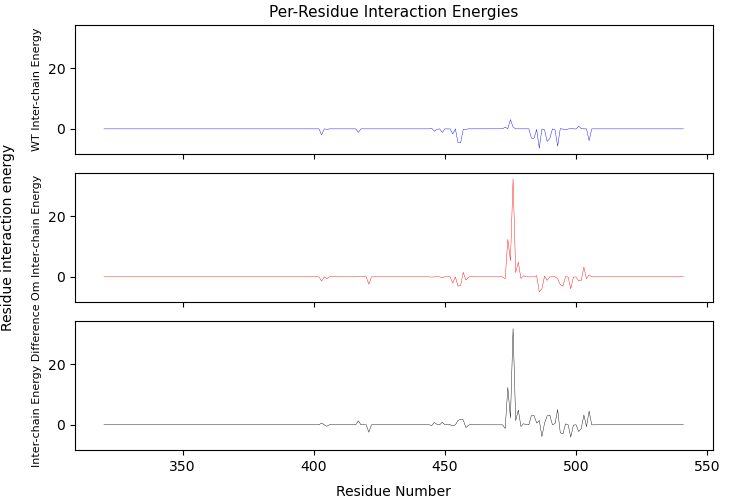 Per-Residue Interaction Energies
Residue interaction energy
WT Inter-chain Energy
20
0
Om Inter-chain Energy
20
0
Inter-chain Energy Difference
20
0
350
400
450
500
550
Residue Number